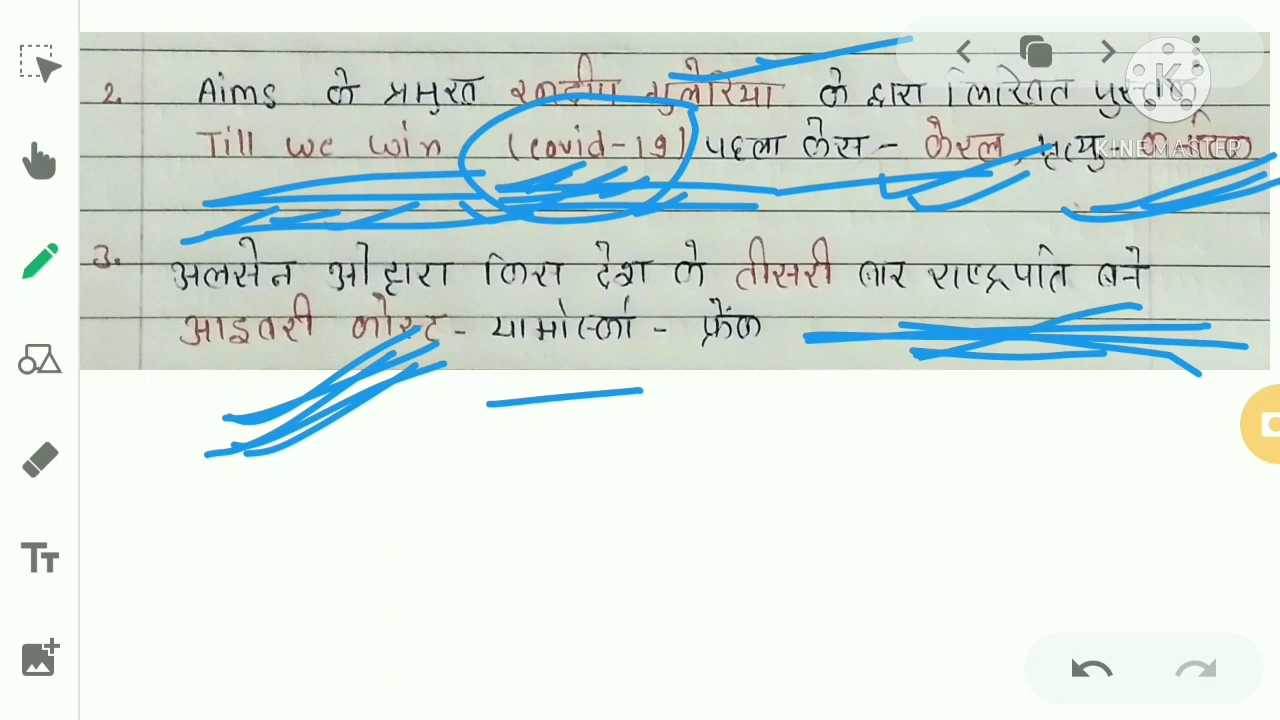 2. Aims के प्रमुख रणदीप गुलेरिया के द्वारा लिखित पुस्तक
Till we win (covid-19) पहला केस - केरल, मृत्यु-
KINEMASTER
3. अलसेन ओट्टारा किस देश के तीसरी बार राष्ट्रपति बने
आइवरी कोस्ट - यामोस्को - फ्रैंक